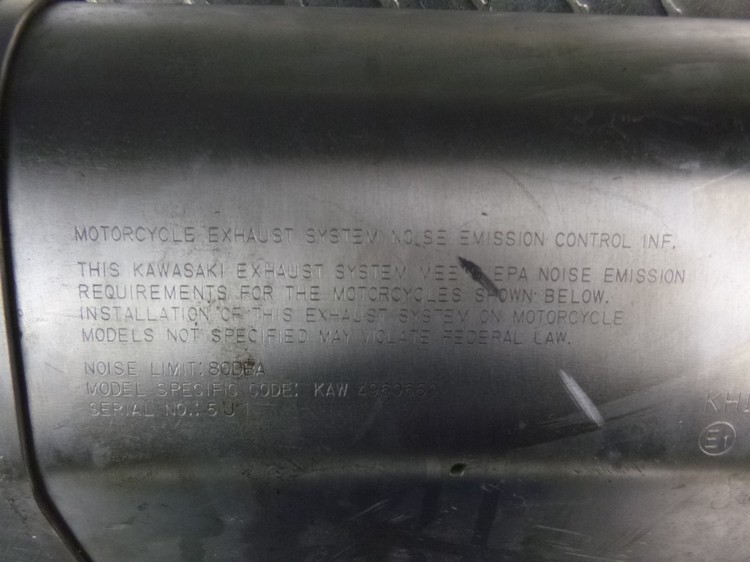 MOTORCYCLE EXHAUST SYSTEM NOISE EMISSION CONTROL INF.
THIS KAWASAKI EXHAUST SYSTEM MEETS EPA NOISE EMISSION
REQUIREMENTS FOR THE MOTORCYCLES SHOWN BELOW.
INSTALLATION OF THIS EXHAUST SYSTEM ON MOTORCYCLE
MODELS NOT SPECIFIED MAY VIOLATE FEDERAL LAW.
NOISE LIMIT: 80DBA
MODEL SPECIFIC CODE: KAW
SERIAL NO.: 5J
E1